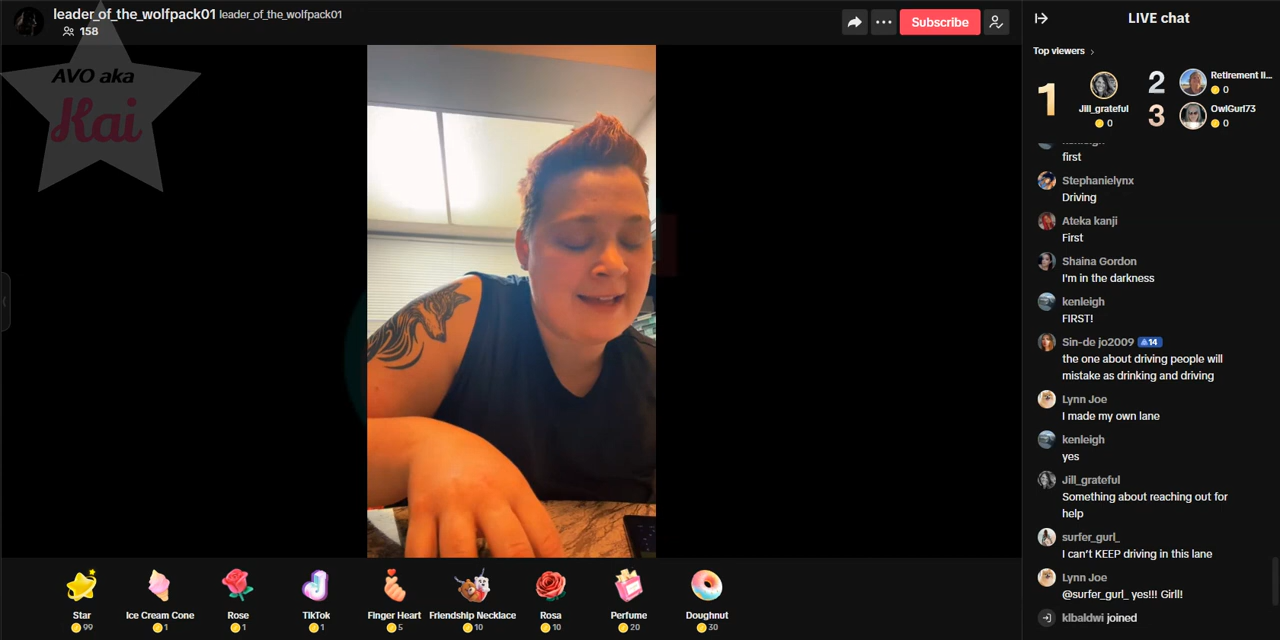 leader_of_the_wolfpack01 leader_of_the_wolfpack01
158
Subscribe
AVO aka
Kai
LIVE chat
Top viewers
1
Jill_grateful
0
2
Retirement li...
0
3
OwlGurl73
0
kenleigh
first
Stephanielynx
Driving
Ateka kanji
First
Shaina Gordon
I'm in the darkness
kenleigh
FIRST!
Sin-de jo2009 14
the one about driving people will
mistake as drinking and driving
Lynn Joe
I made my own lane
kenleigh
yes
Jill_grateful
Something about reaching out for
help
surfer_gurl_
I can't KEEP driving in this lane
Lynn Joe
@surfer_gurl_ yes!!! Girll!
klbaldwi joined
Star
99
Ice Cream Cone
1
Rose
1
TikTok
1
Finger Heart
5
Friendship Necklace
10
Rosa
10
Perfume
20
Doughnut
30